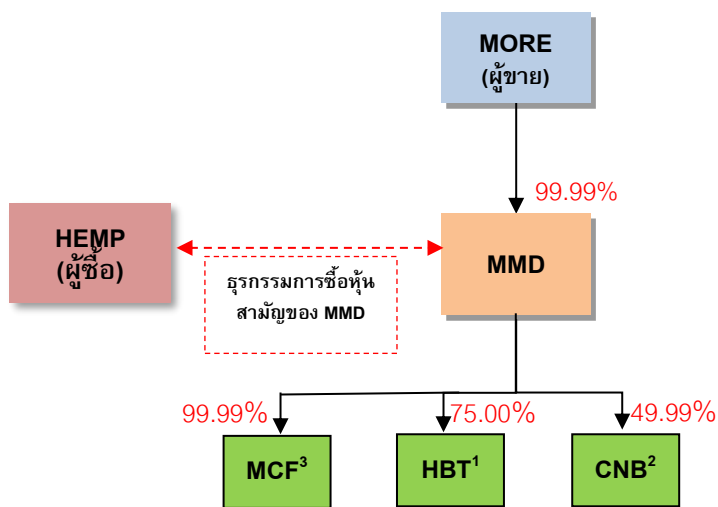 MORE
(ผู้ขาย)
99.99%
HEMP
(ผู้ซื้อ)
MMD
ธุรกรรมการซื้อหุ้น
สามัญของ MMD
99.99%
75.00%
49.99%
MCF³
HBT¹
CNB²